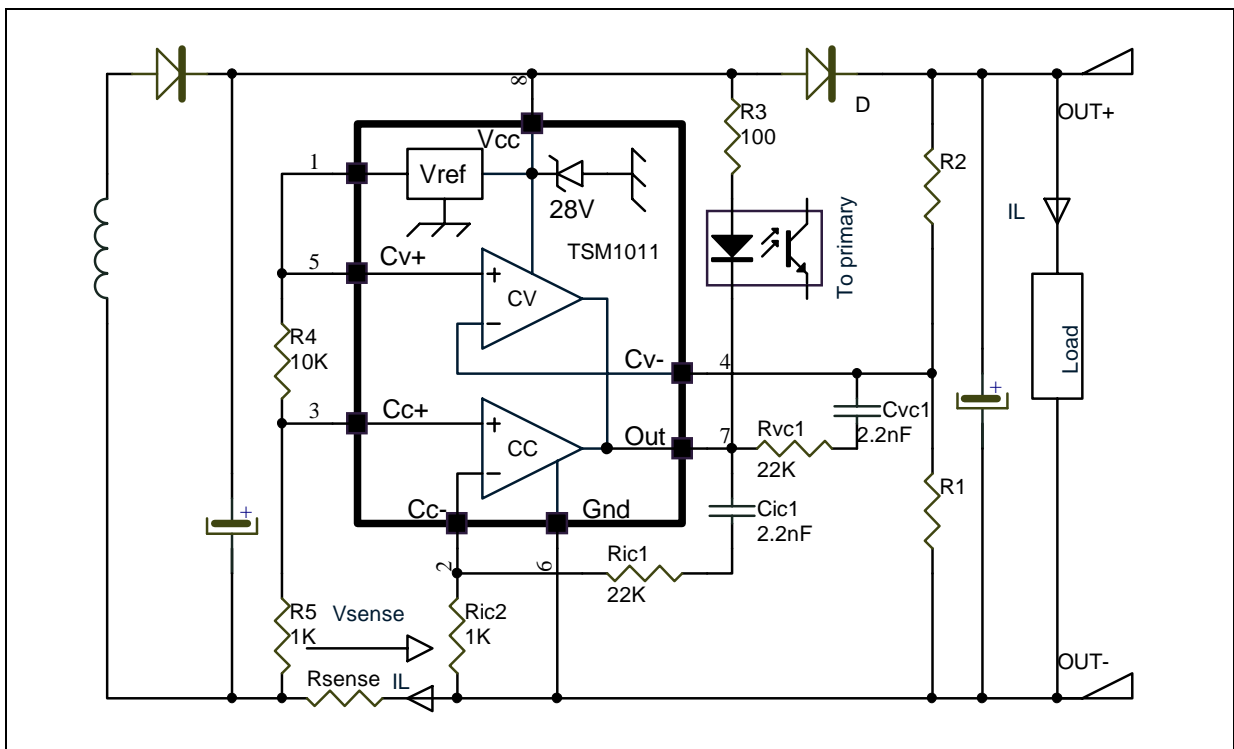 8
D
R3
100
OUT+
Vcc
1
Vref
28V
TSM1011
R2
IL
To primary
5
Cv+
+
CV
−
R4
10K
Cv-
4
Load
3
Cc+
+
CC
−
Out
7
Rvc1
22K
Cvc1
2.2nF
+
R1
Cc-
Gnd
Cic1
2.2nF
+
2
6
Ric1
22K
R5
1K
Vsense
Ric2
1K
Rsense
IL
OUT-